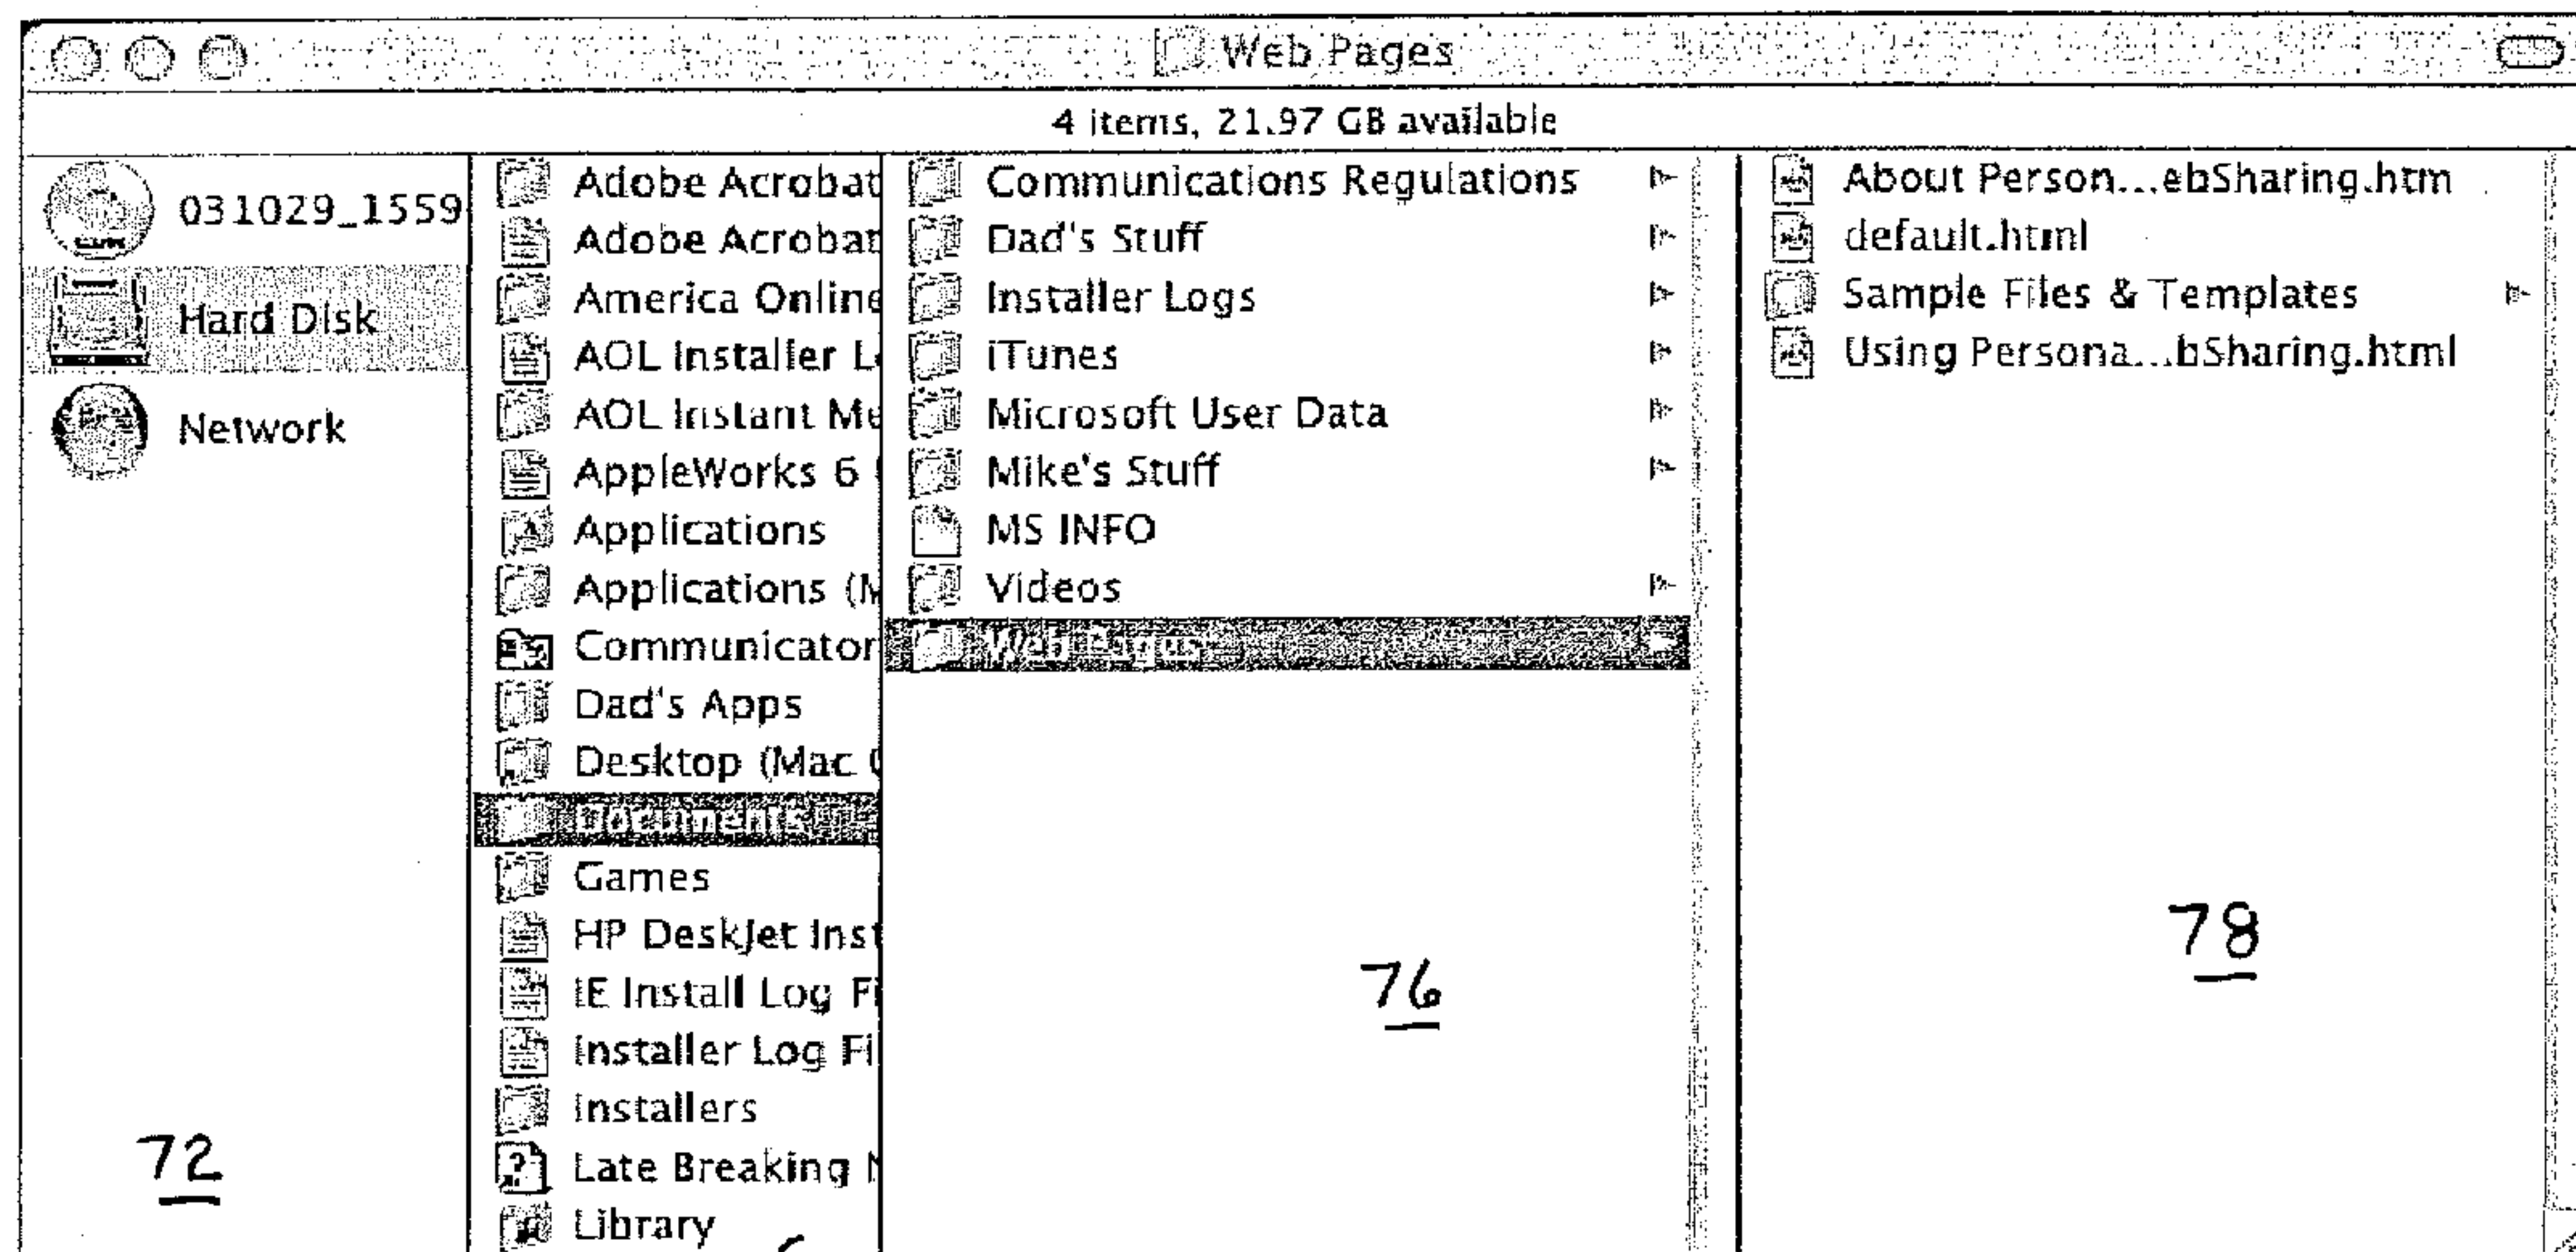 Web Pages
4 items, 21.97 GB available
031029_1559
Hard Disk
Network
72
Adobe Acrobat
Adobe Acrobat
America Online
AOL Installer L
AOL Instant Me
AppleWorks 6
Applications
Applications (M
Communicator
Dad's Apps
Desktop (Mac
Documents
Games
HP DeskJet Inst
IE Install Log Fi
Installer Log Fi
Installers
Late Breaking
Library
Communications Regulations
Dad's Stuff
Installer Logs
iTunes
Microsoft User Data
Mike's Stuff
MS INFO
Videos
Web Pages
76
About Person...ebSharing.htm
default.html
Sample Files & Templates
Using Persona...bSharing.html
78